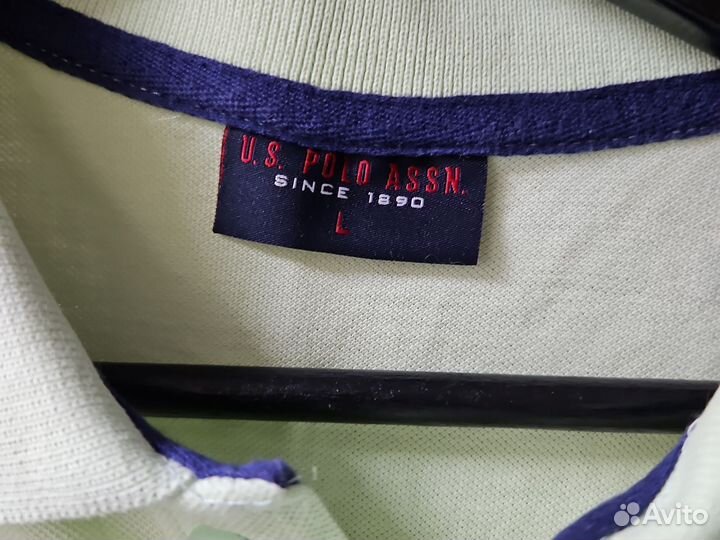 U.S. POLO ASSN.
SINCE 1890
L
Avito